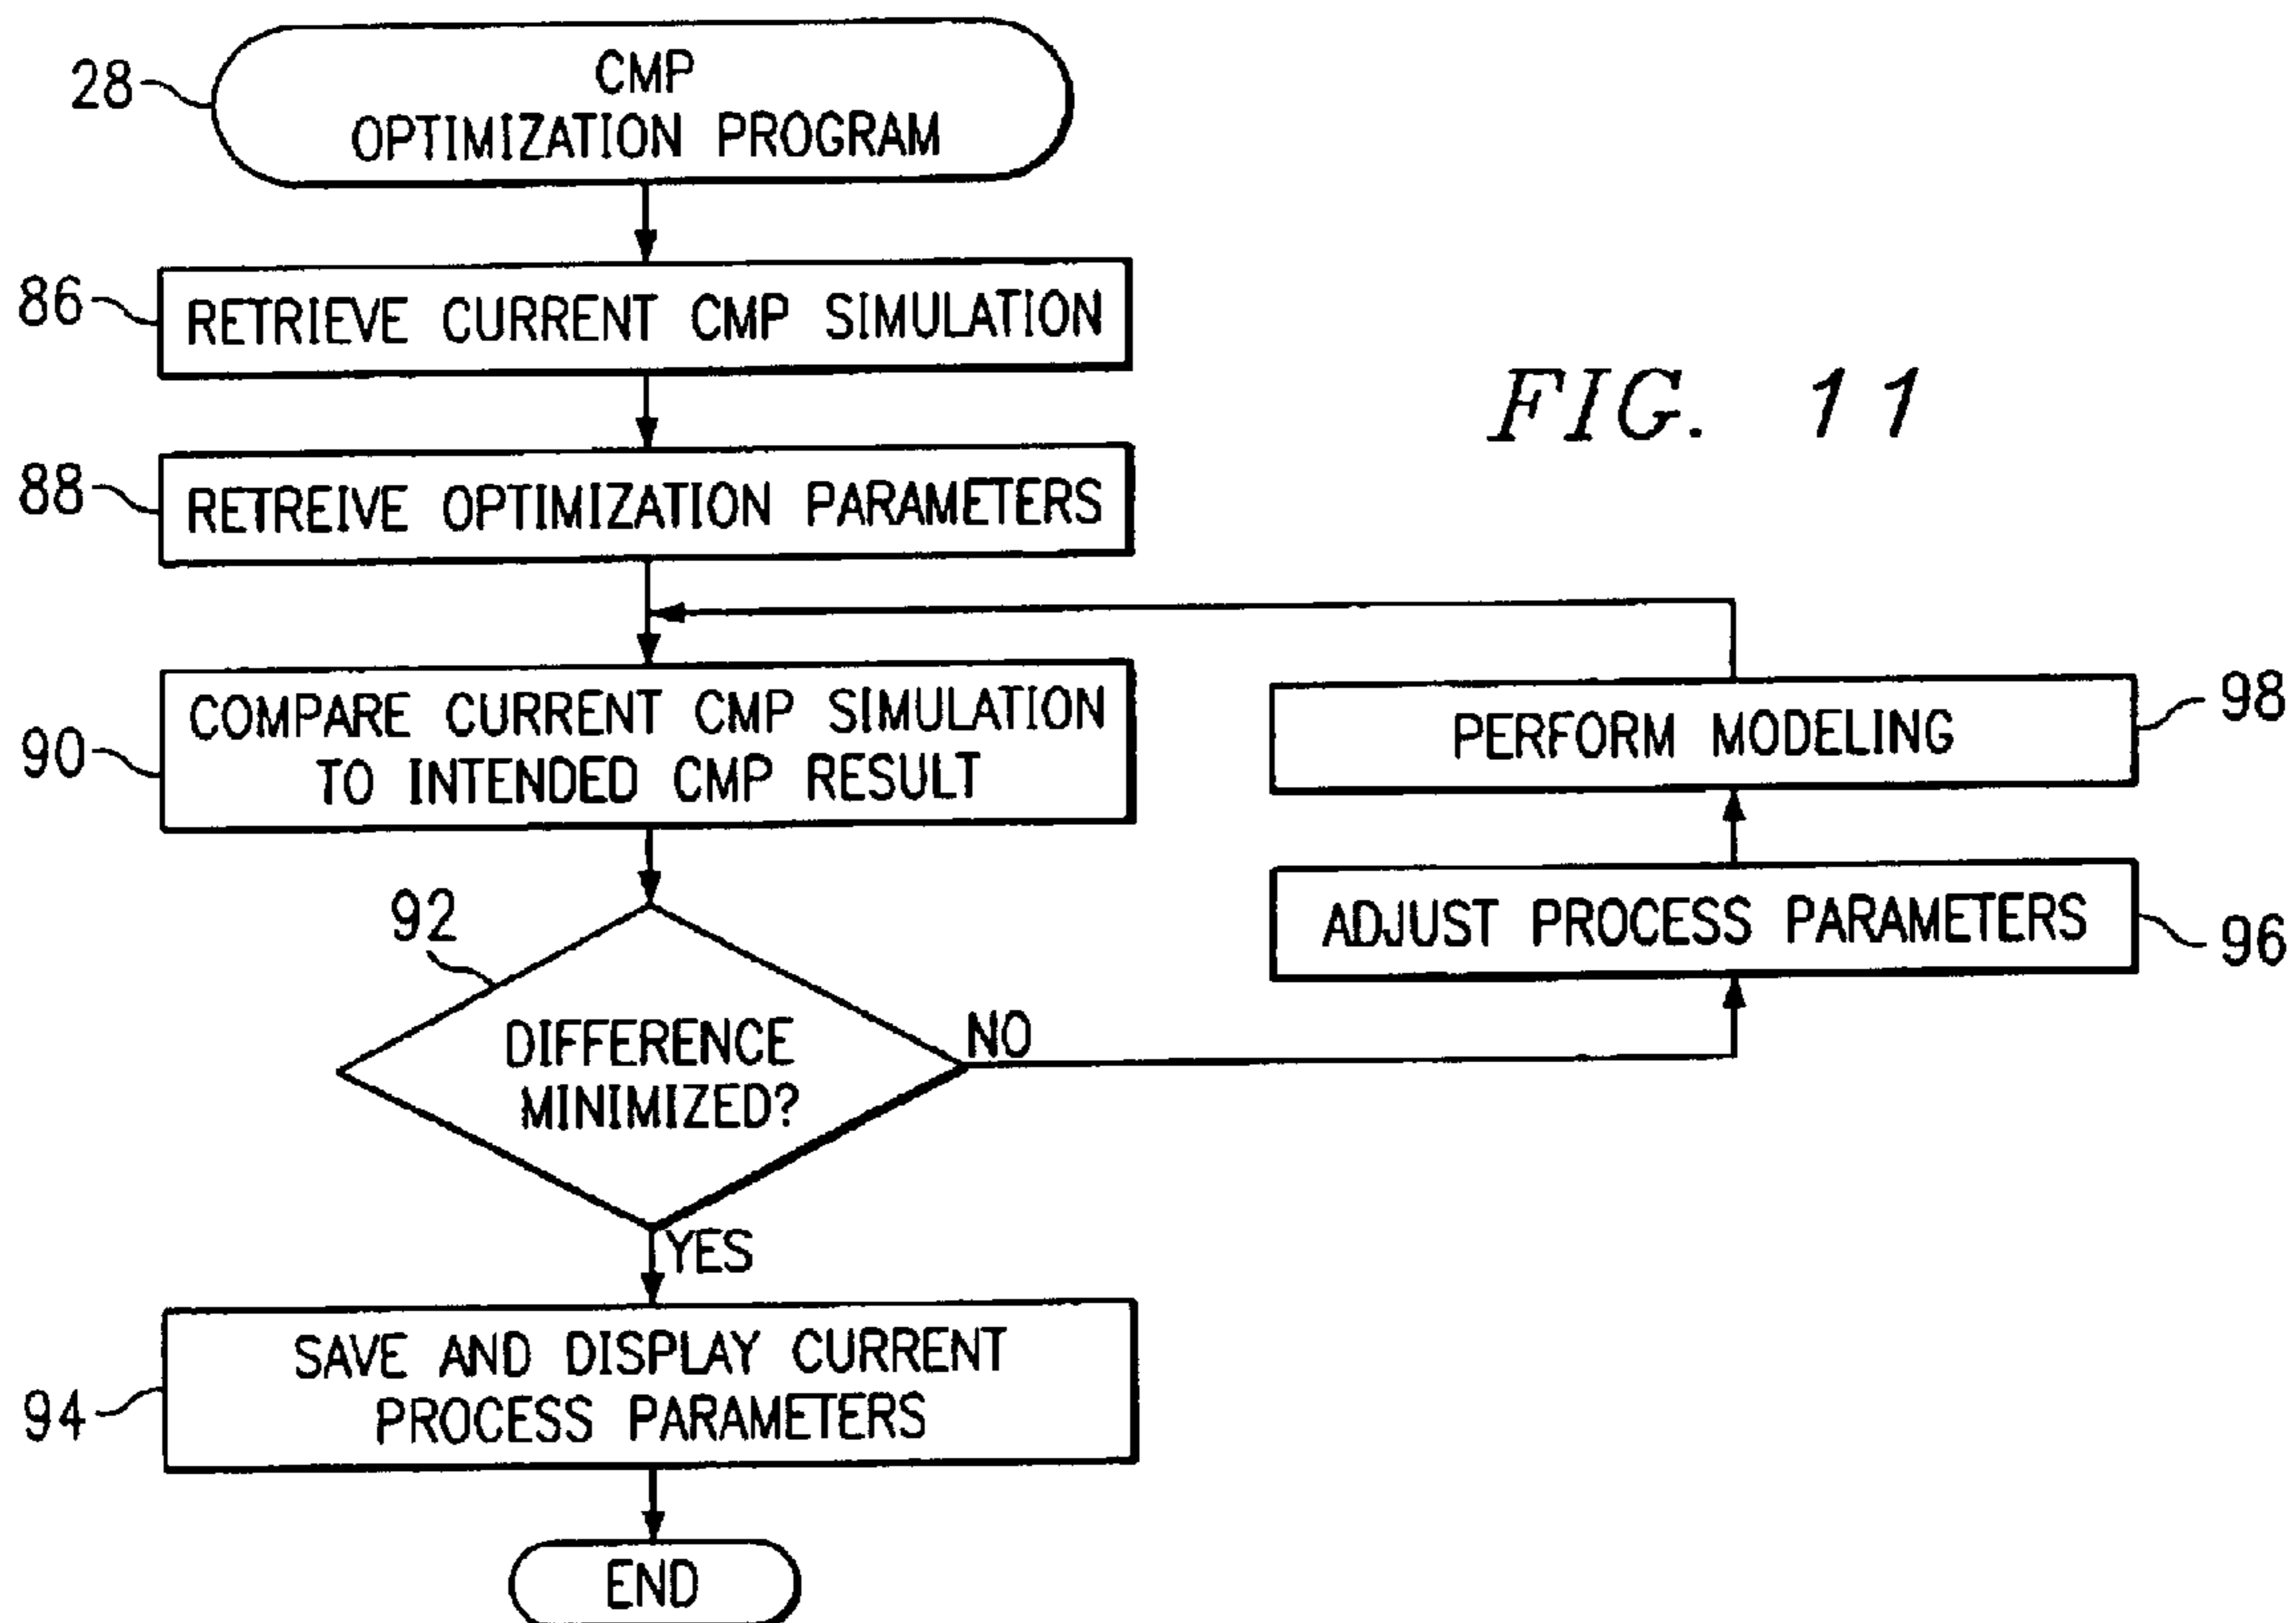 28
CMP
OPTIMIZATION PROGRAM
86
RETRIEVE CURRENT CMP SIMULATION
FIG. 11
88
RETREIVE OPTIMIZATION PARAMETERS
90
COMPARE CURRENT CMP SIMULATION
TO INTENDED CMP RESULT
PERFORM MODELING
98
ADJUST PROCESS PARAMETERS
96
92
DIFFERENCE
MINIMIZED?
NO
YES
94
SAVE AND DISPLAY CURRENT
PROCESS PARAMETERS
END